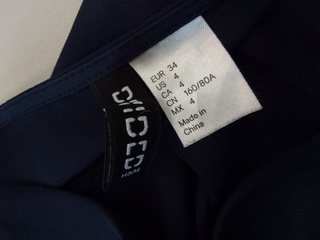 EUR 34
US 4
CA 4
CN 160/80A
MX 4
Made in
China
H&M